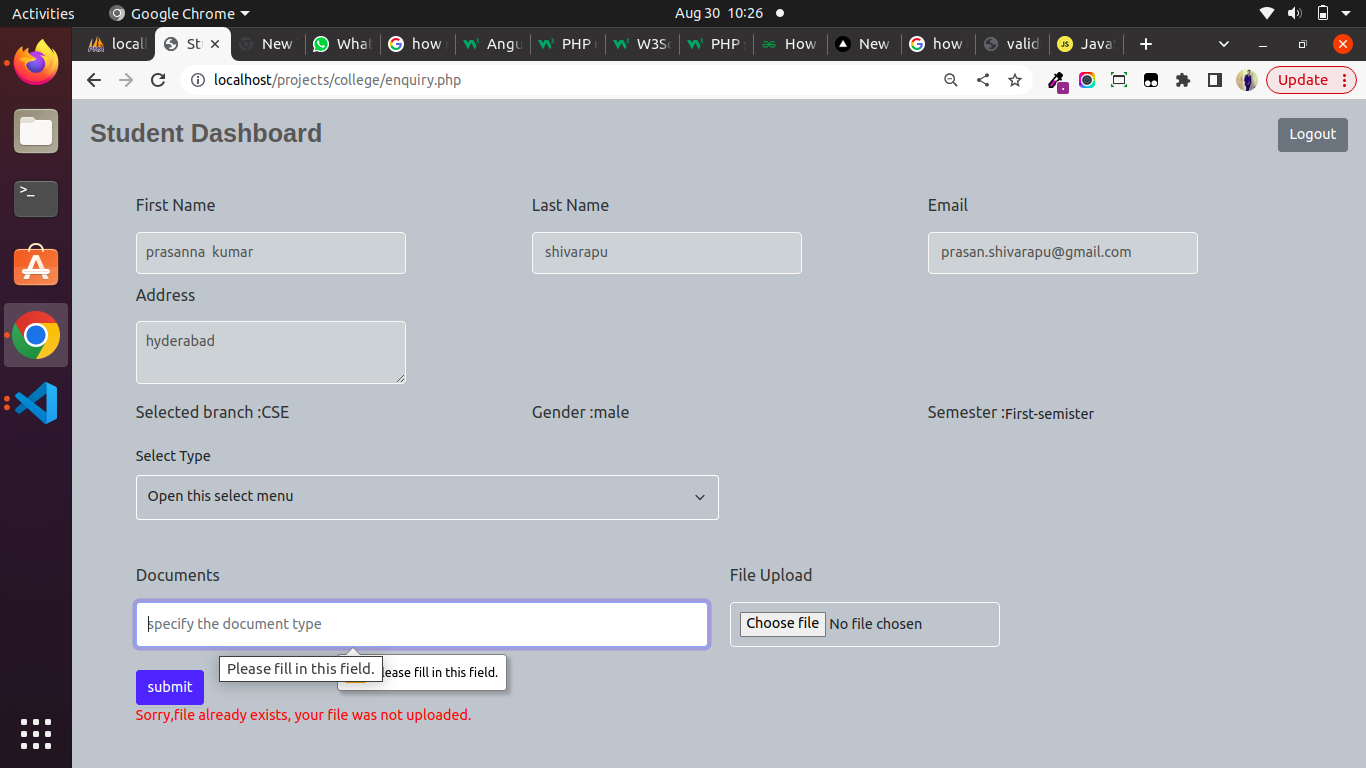 Activities Google Chrome Aug 30 10:26
locall St New What how Angu PHP W3Sc PHP How New how valid JS Java
localhost/projects/college/enquiry.php Update
Student Dashboard Logout
First Name Last Name Email
prasanna kumar shivarapu prasan.shivarapu@gmail.com
Address
hyderabad
Selected branch :CSE Gender :male Semester :First-semister
Select Type
Open this select menu
Documents File Upload
specify the document type Choose file No file chosen
Please fill in this field. lease fill in this field.
submit
Sorry,file already exists, your file was not uploaded.